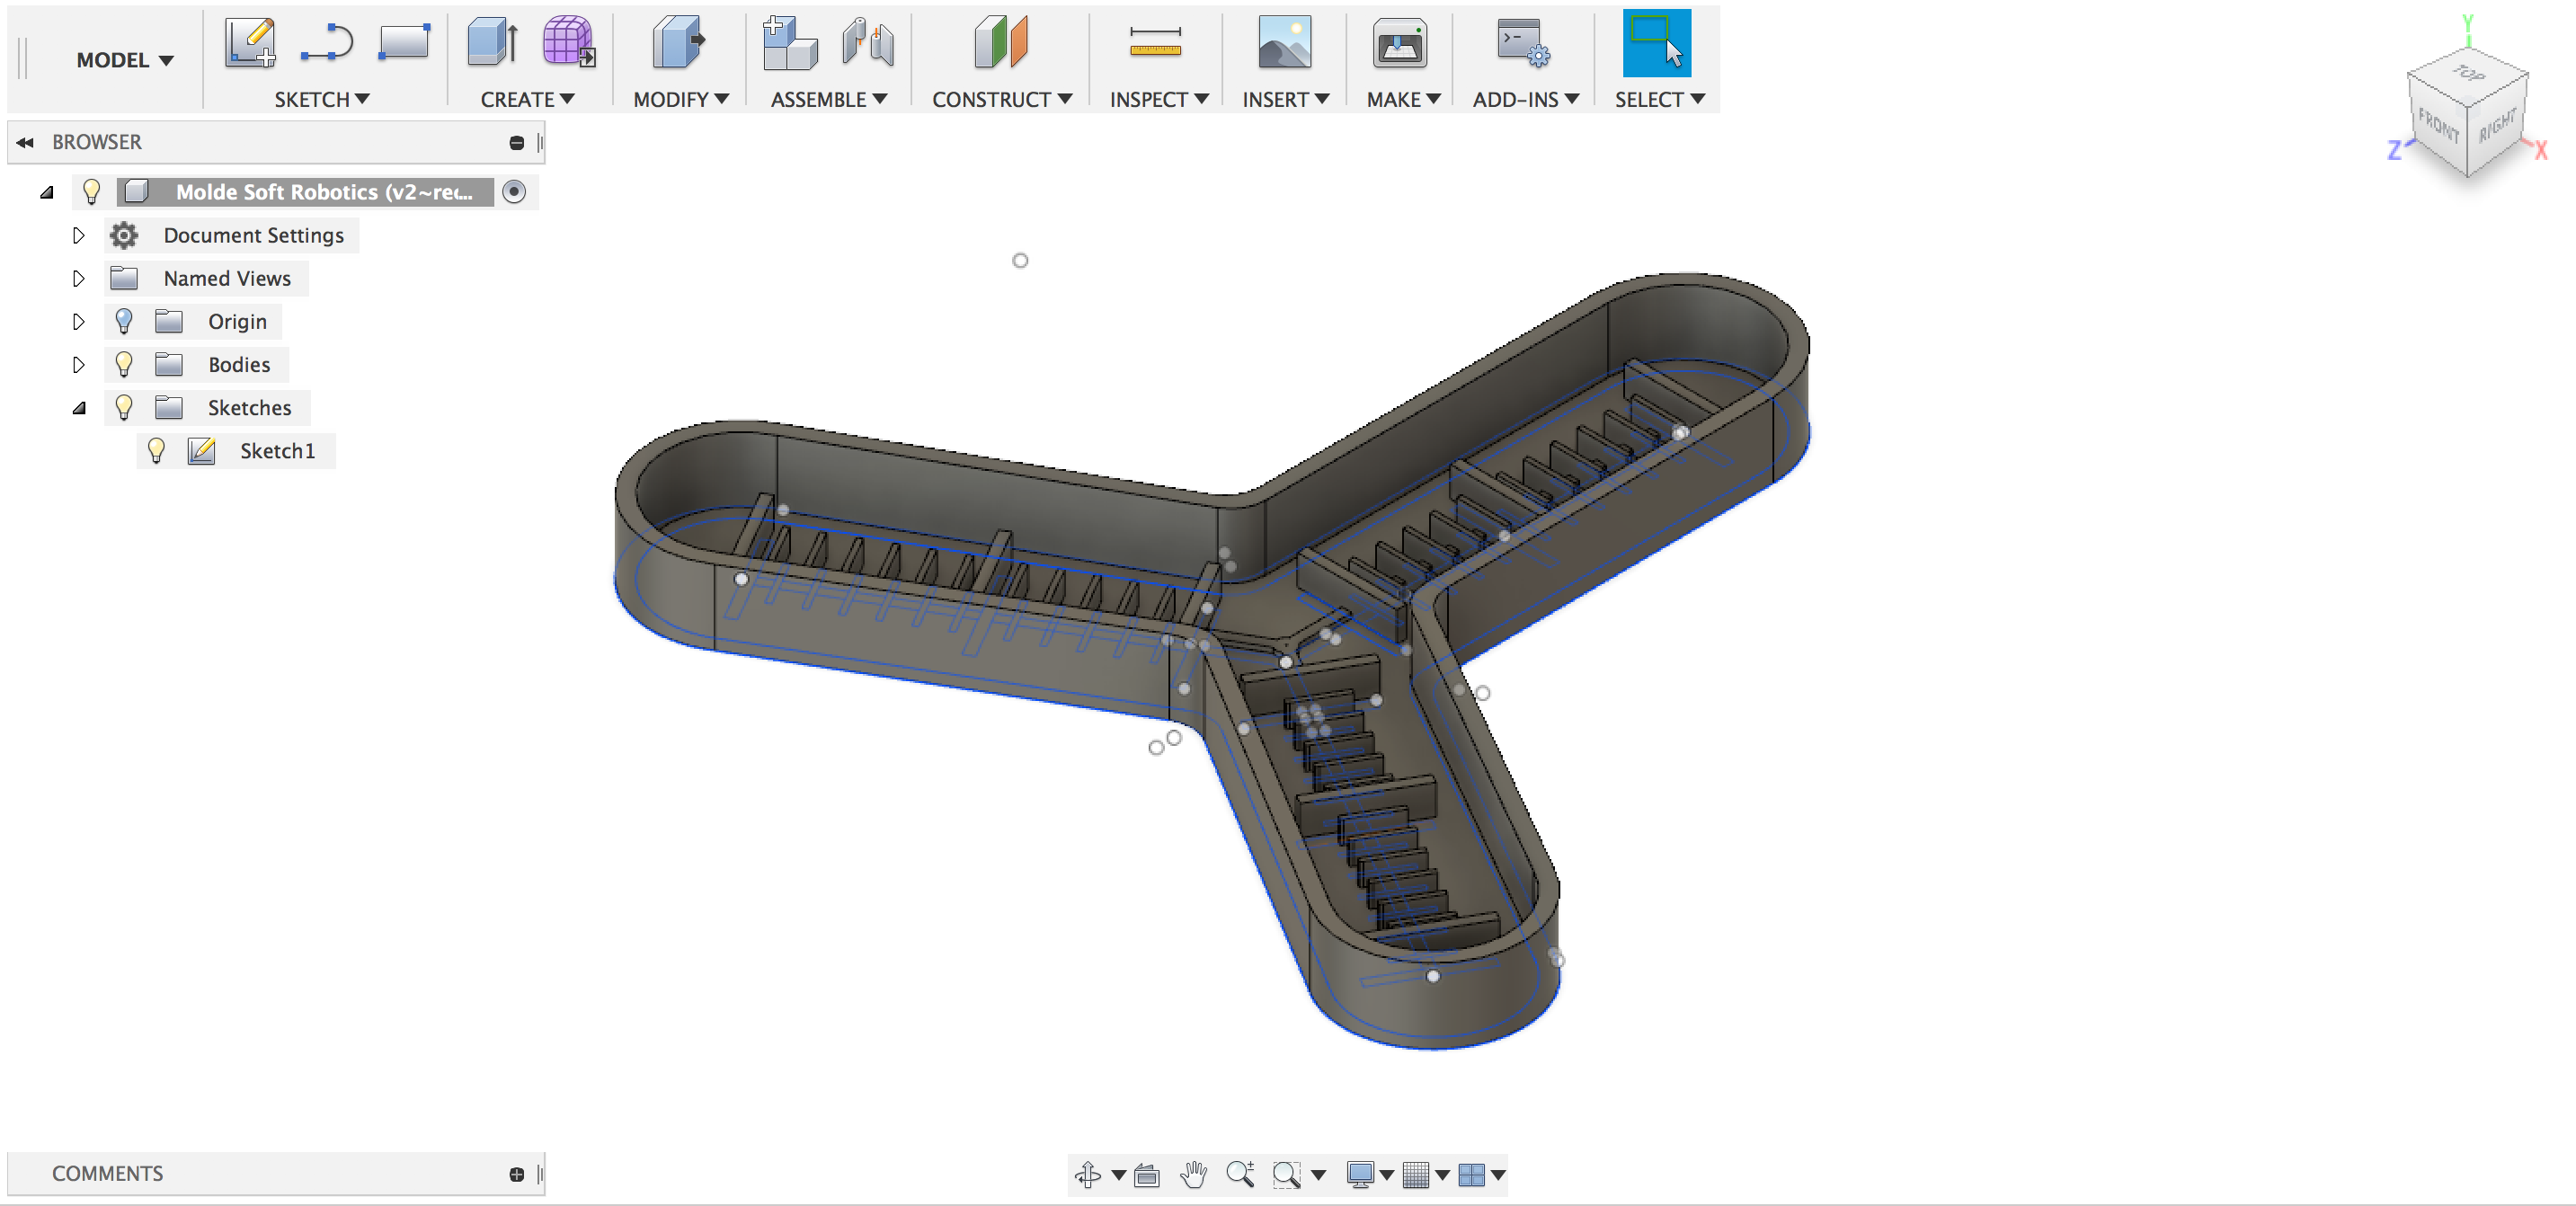 MODEL
SKETCH
CREATE
MODIFY
ASSEMBLE
CONSTRUCT
INSPECT
INSERT
MAKE
ADD-INS
SELECT
BROWSER
Molde Soft Robotics (v2~rec...
Document Settings
Named Views
Origin
Bodies
Sketches
Sketch1
COMMENTS
Y
TOP
FRONT
RIGHT
Z
X